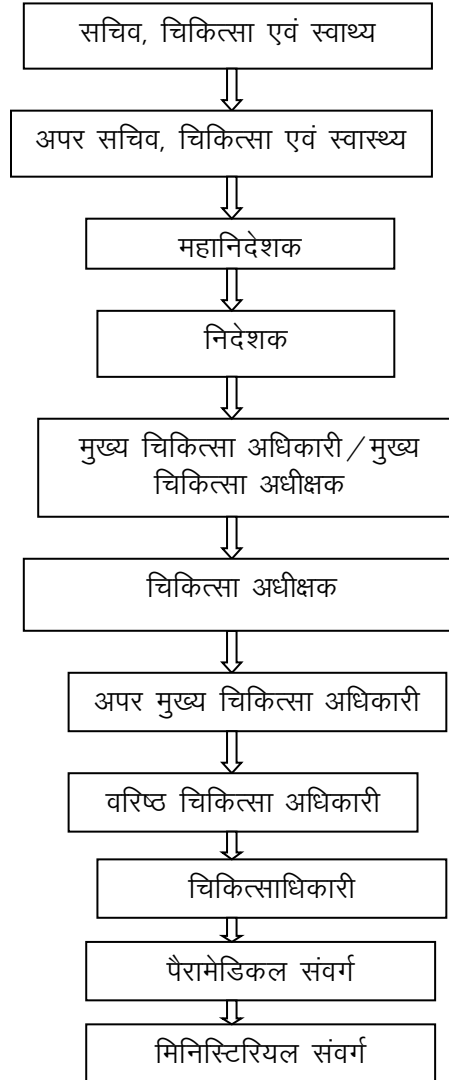 सचिव, चिकित्सा एवं स्वाथ्य
अपर सचिव, चिकित्सा एवं स्वास्थ्य
महानिदेशक
निदेशक
मुख्य चिकित्सा अधिकारी/मुख्य
चिकित्सा अधीक्षक
चिकित्सा अधीक्षक
अपर मुख्य चिकित्सा अधिकारी
वरिष्ठ चिकित्सा अधिकारी
चिकित्साधिकारी
पैरामेडिकल संवर्ग
मिनिस्टिरियल संवर्ग